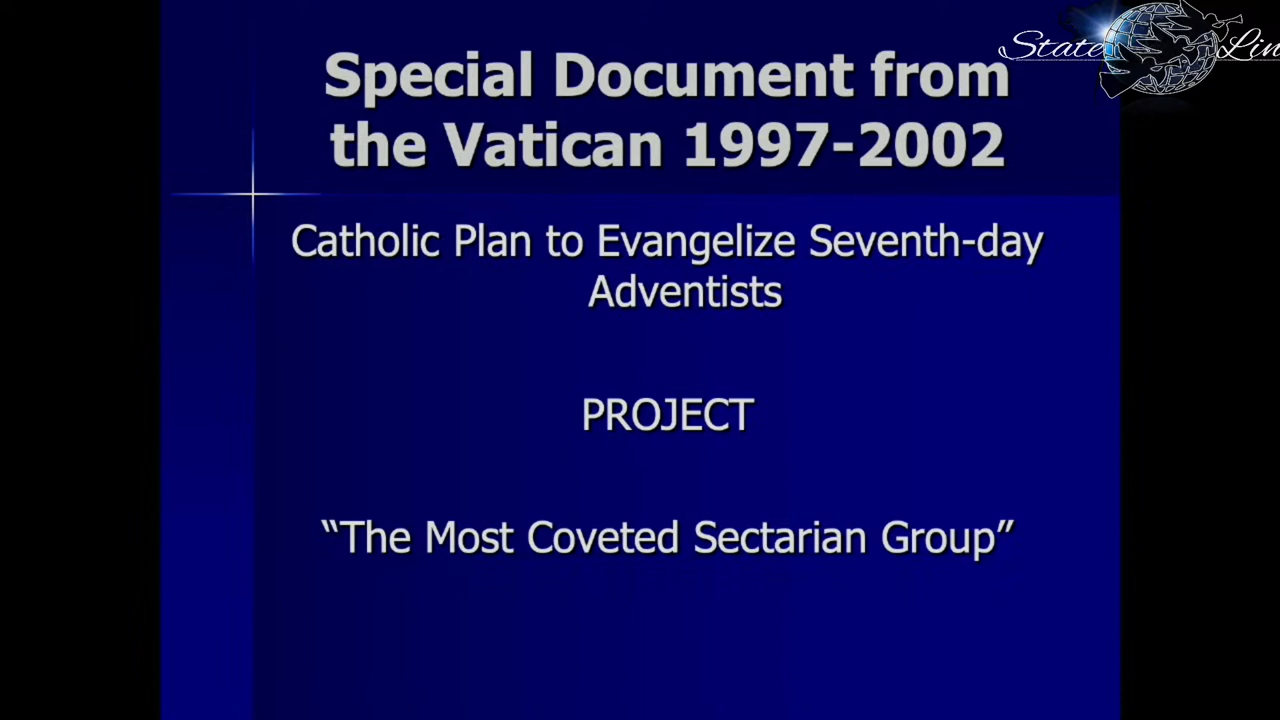 State Lin
Special Document from
the Vatican 1997-2002
Catholic Plan to Evangelize Seventh-day
Adventists
PROJECT
“The Most Coveted Sectarian Group”